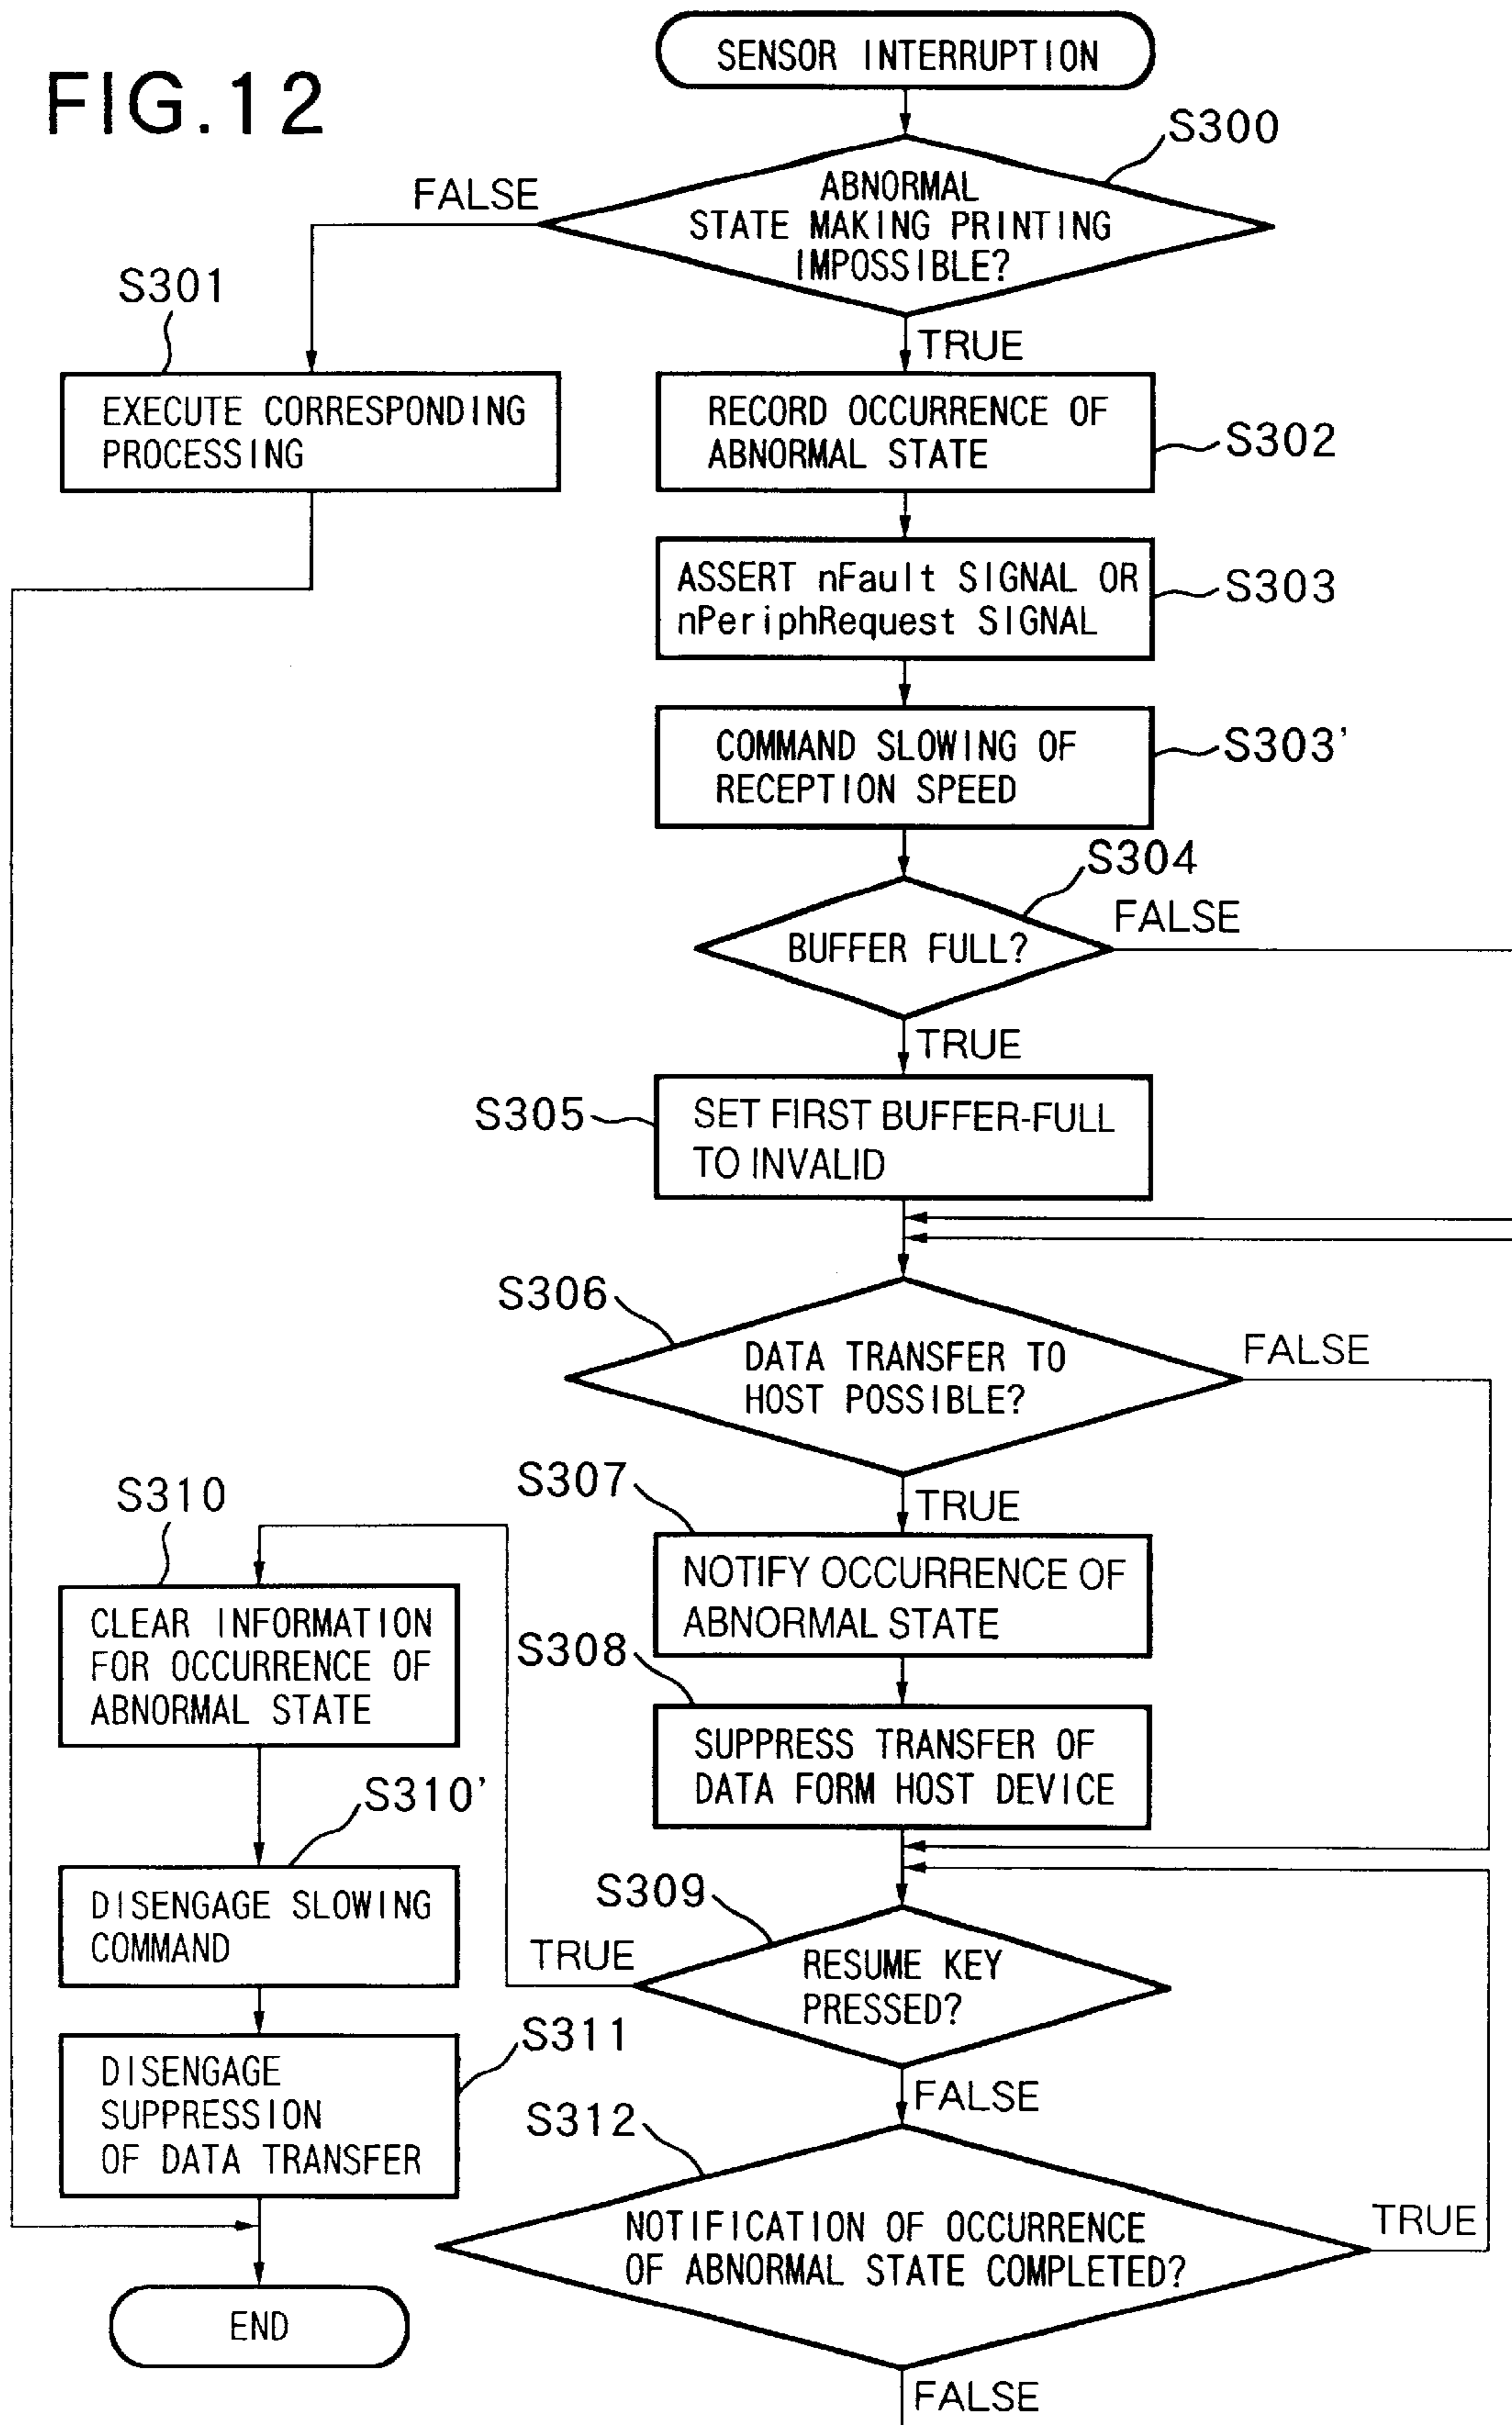 FIG.12
SENSOR INTERRUPTION
S300
ABNORMAL
STATE MAKING PRINTING
IMPOSSIBLE?
FALSE
TRUE
S301
EXECUTE CORRESPONDING
PROCESSING
RECORD OCCURRENCE OF
ABNORMAL STATE
S302
ASSERT nFault SIGNAL OR
nPeriphRequest SIGNAL
S303
COMMAND SLOWING OF
RECEPTION SPEED
S303'
S304
BUFFER FULL?
FALSE
TRUE
S305
SET FIRST BUFFER-FULL
TO INVALID
S306
DATA TRANSFER TO
HOST POSSIBLE?
FALSE
TRUE
S307
NOTIFY OCCURRENCE OF
ABNORMAL STATE
S308
SUPPRESS TRANSFER OF
DATA FORM HOST DEVICE
S309
RESUME KEY
PRESSED?
TRUE
FALSE
S310
CLEAR INFORMATION
FOR OCCURRENCE OF
ABNORMAL STATE
S310'
DISENGAGE SLOWING
COMMAND
S311
DISENGAGE
SUPPRESSION
OF DATA TRANSFER
END
S312
NOTIFICATION OF OCCURRENCE
OF ABNORMAL STATE COMPLETED?
TRUE
FALSE